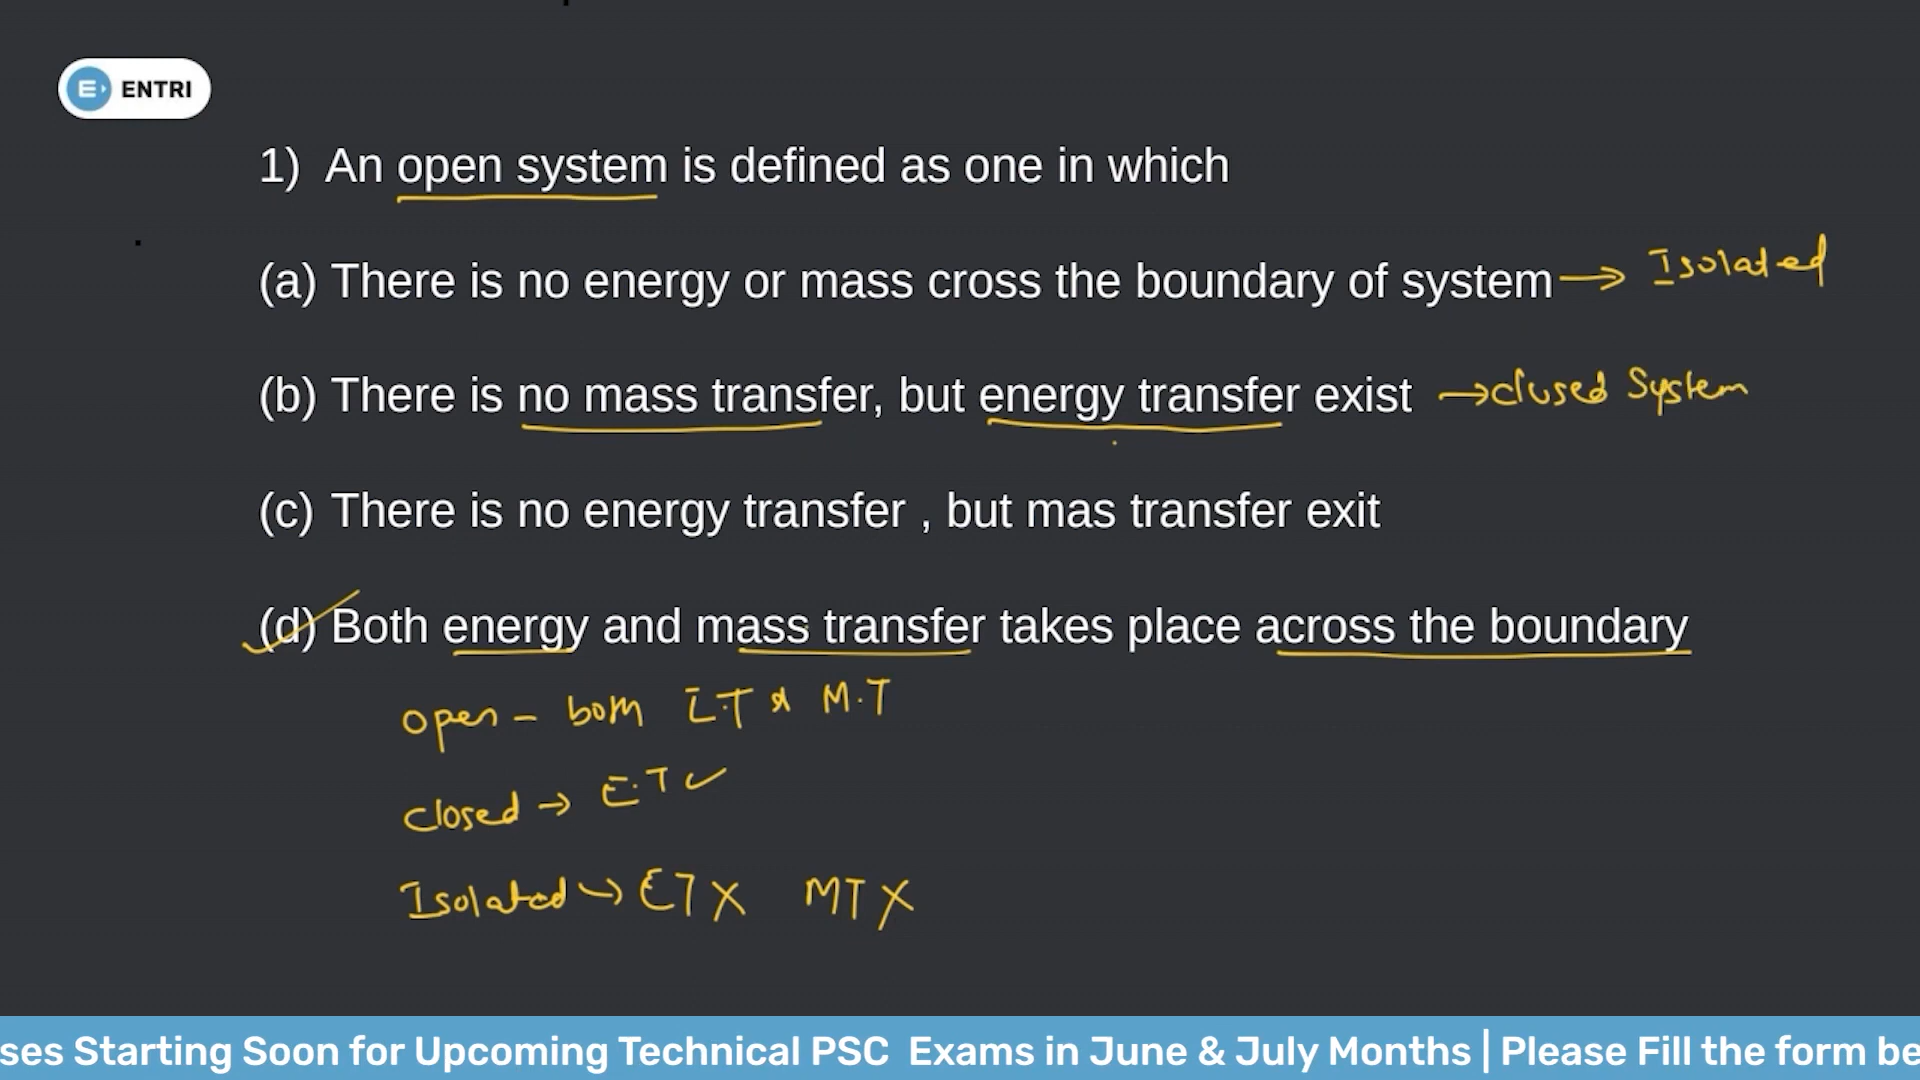 ENTRI
1) An open system is defined as one in which
(a) There is no energy or mass cross the boundary of system → Isolated
(b) There is no mass transfer, but energy transfer exist → closed System
(c) There is no energy transfer , but mas transfer exit
(d) Both energy and mass transfer takes place across the boundary
open - both E.T & M.T
closed → E.T ✓
Isolated → ET X MT X
ses Starting Soon for Upcoming Technical PSC Exams in June & July Months | Please Fill the form be